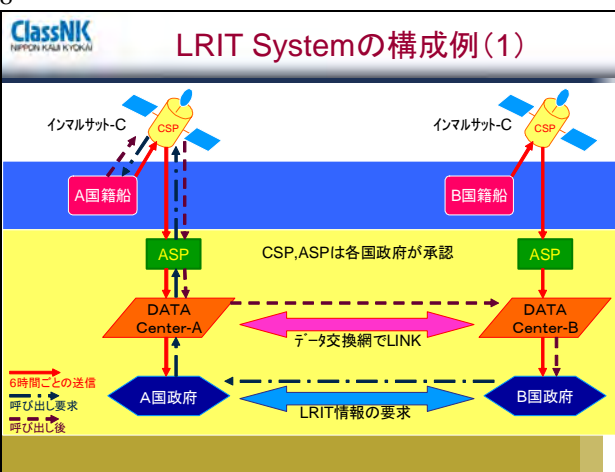 ClassNK
NIPPON KAIJI KYOKAI
LRIT Systemの構成例(1)
インマルサット-C
CSP
インマルサット-C
CSP
A国籍船
B国籍船
ASP
CSP,ASPは各国政府が承認
ASP
DATA
Center-A
DATA
Center-B
データ交換網でLINK
6時間ごとの送信
呼び出し要求
呼び出し後
A国政府
B国政府
LRIT情報の要求